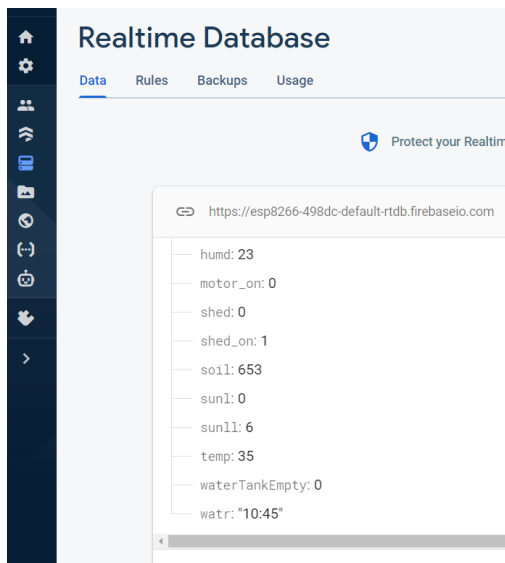 Realtime Database
Data Rules Backups Usage
Protect your Realtim
https://esp8266-498dc-default-rtdb.firebaseio.com
humd: 23
motor_on: 0
shed: 0
shed_on: 1
soil: 653
sunl: 0
sunll: 6
temp: 35
waterTankEmpty: 0
watr: "10:45"